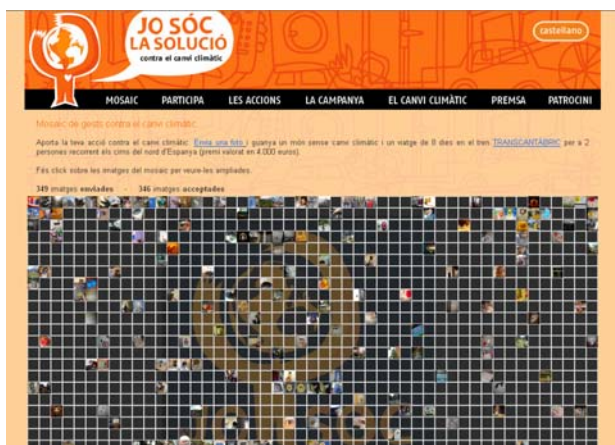 JO SÓC
LA SOLUCIÓ
contra el canvi climàtic
castellano
MOSAIC PARTICIPA LES ACCIONS LA CAMPANYA EL CANVI CLIMÀTIC PREMSA PATROCINI
Mosaic de gests contra el canvi climàtic
Aporta la teva acció contra el canvi climàtic. Envia una foto i guanya un món sense canvi climàtic i un viatge de 8 dies en el tren TRANSCANTÀBRIC per a 2
persones recorrent els cims del nord d'Espanya (premi valorat en 4.000 euros).
Fés click sobre les imatges del mosaic per veure-les ampliades.
349 imatges enviades - 346 imatges acceptades
JO SÓC